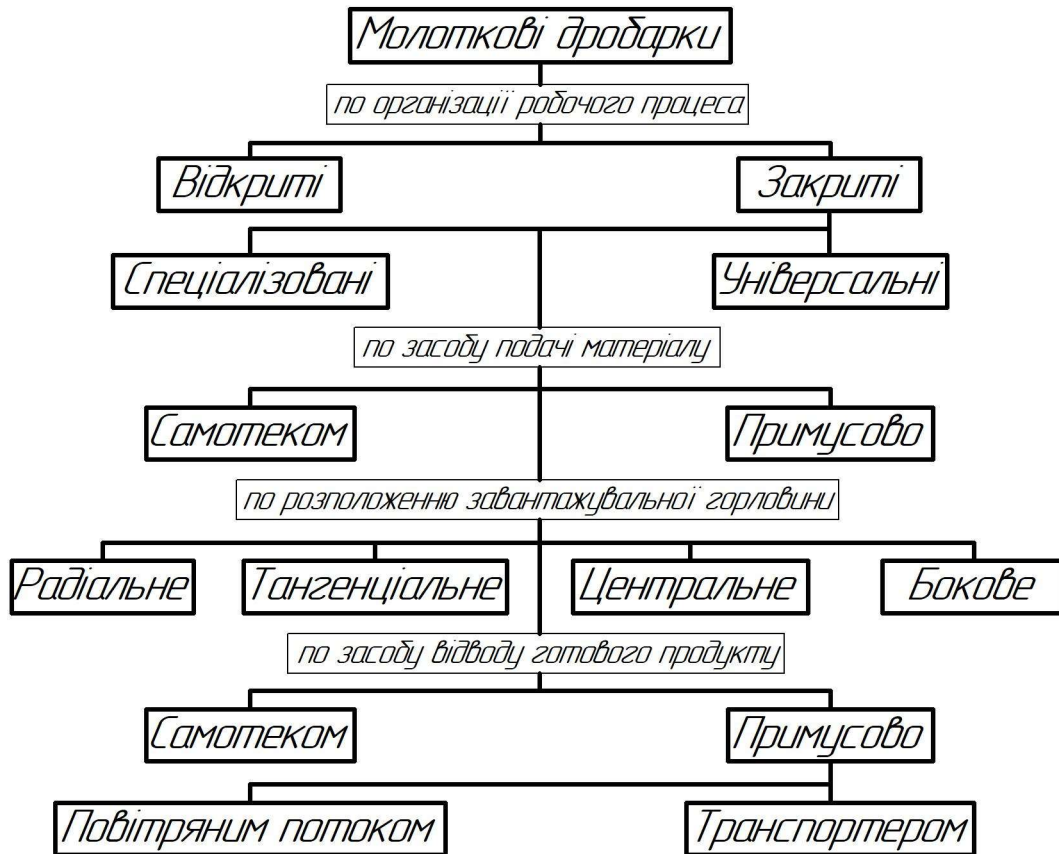 Молоткові дробарки
по організації робочого процеса
Відкриті
Закриті
Спеціалізовані
Універсальні
по засобу подачі матеріалу
Самотеком
Примусово
по розположенню завантажувальної горловини
Радіальне
Тангенціальне
Центральне
Бокове
по засобу відводу готового продукту
Самотеком
Примусово
Повітряним потоком
Транспортером